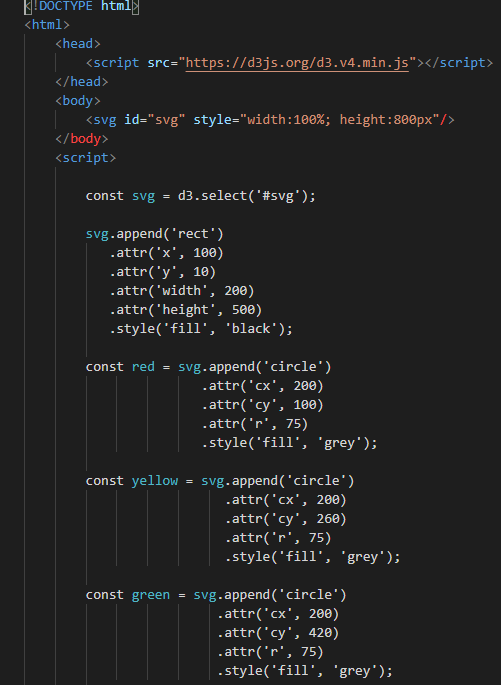 <!DOCTYPE html>
<html>
<head>
<script src="https://d3js.org/d3.v4.min.js"></script>
</head>
<body>
<svg id="svg" style="width:100%; height:800px"/>
</body>
<script>
const svg = d3.select('#svg');
svg.append('rect')
.attr('x', 100)
.attr('y', 10)
.attr('width', 200)
.attr('height', 500)
.style('fill', 'black');
const red = svg.append('circle')
.attr('cx', 200)
.attr('cy', 100)
.attr('r', 75)
.style('fill', 'grey');
const yellow = svg.append('circle')
.attr('cx', 200)
.attr('cy', 260)
.attr('r', 75)
.style('fill', 'grey');
const green = svg.append('circle')
.attr('cx', 200)
.attr('cy', 420)
.attr('r', 75)
.style('fill', 'grey');